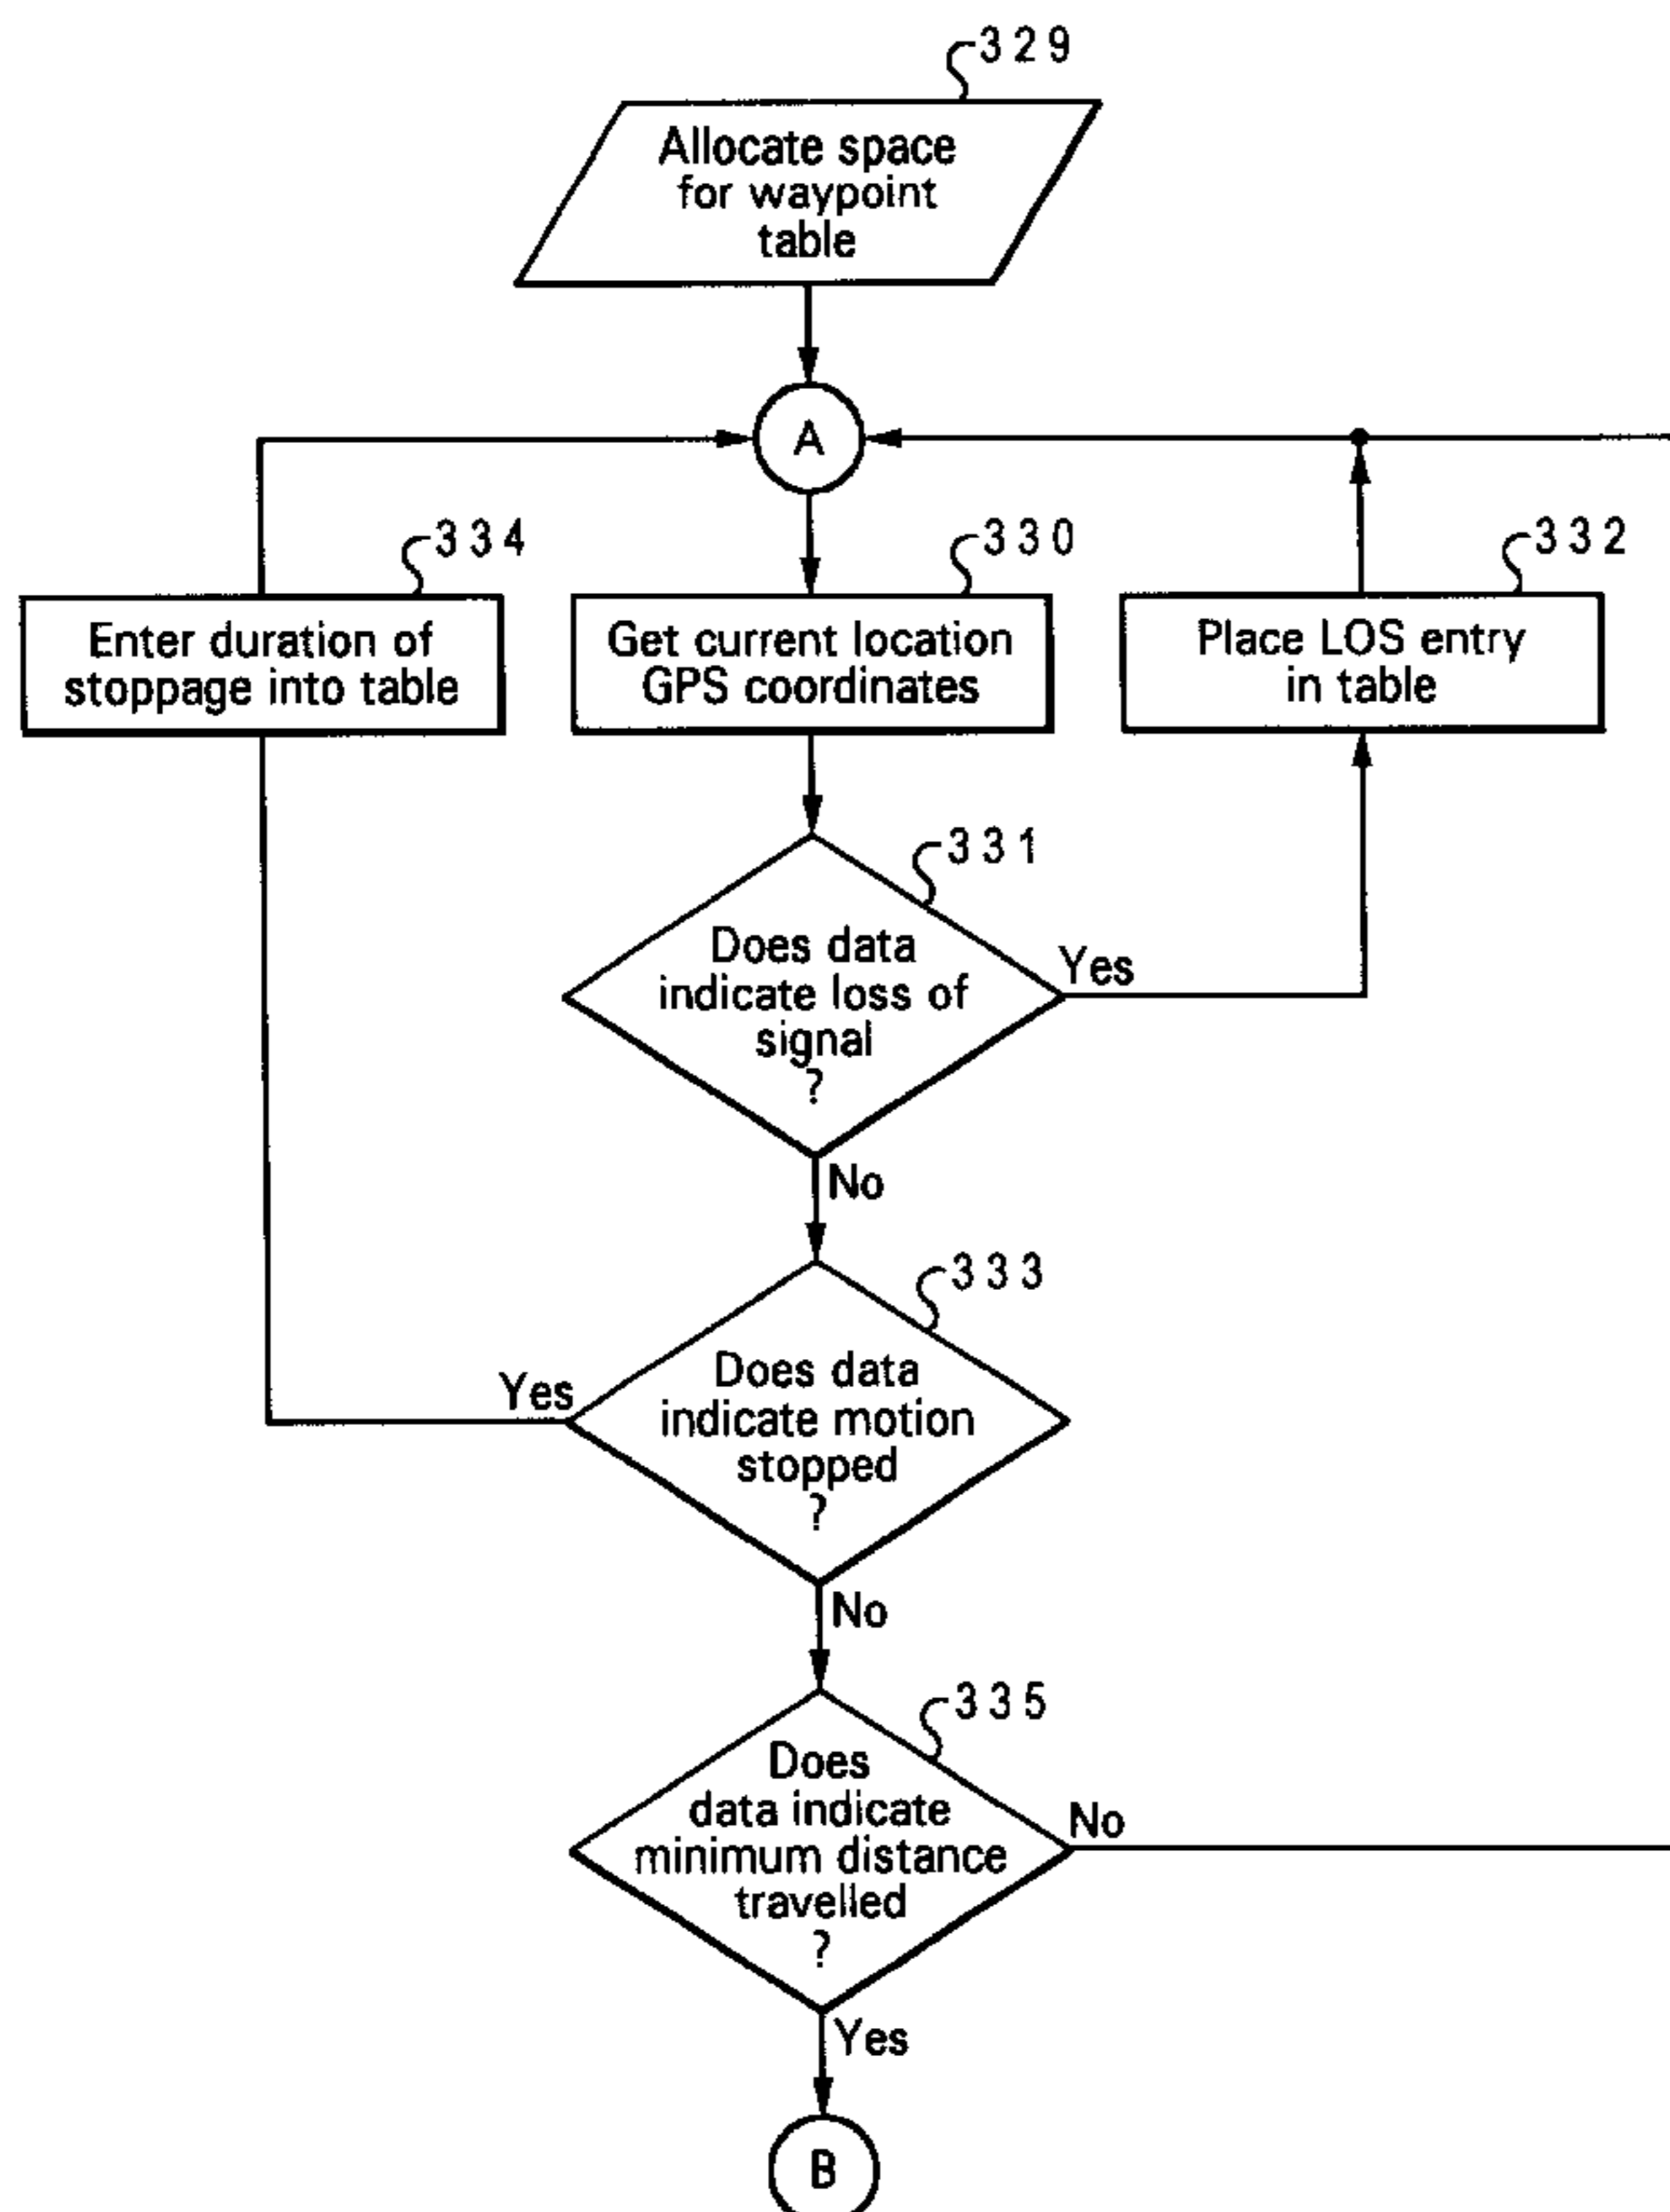 329
Allocate space
for waypoint
table
A
334
330
332
Enter duration of
stoppage into table
Get current location
GPS coordinates
Place LOS entry
in table
331
Does data
indicate loss of
signal
?
Yes
No
333
Does data
indicate motion
stopped
?
Yes
No
335
Does
data indicate
minimum distance
travelled
?
No
Yes
B